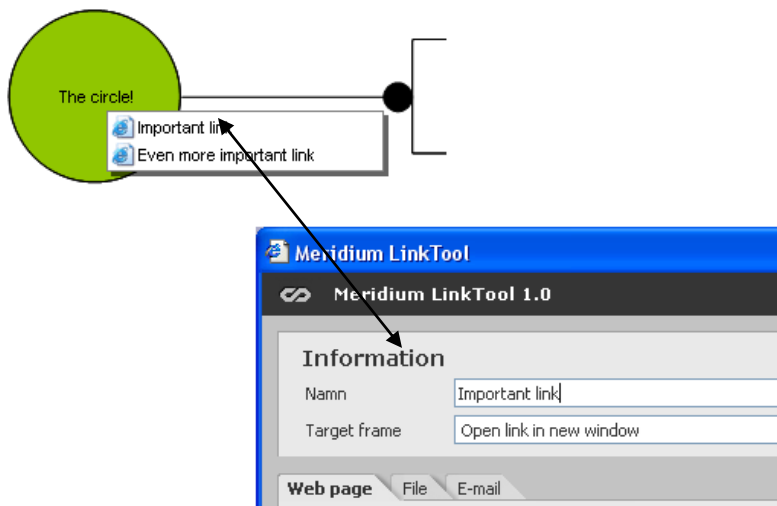 The circle!
Important link
Even more important link
Meridium LinkTool
Meridium LinkTool 1.0
Information
Namn Important link
Target frame Open link in new window
Web page File E-mail